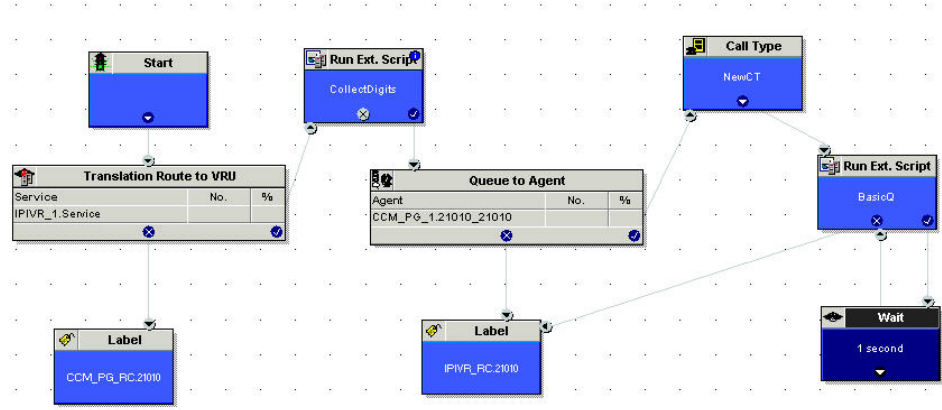 Start
Translation Route to VRU
Service No. %
IPIVR_1.Service
Label
CCM_PG_RC.21010
Run Ext. Script
CollectDigits
Queue to Agent
Agent No. %
CCM_PG_1.21010_21010
Label
IPIVR_RC.21010
Call Type
NewCT
Run Ext. Script
BasicQ
Wait
1 second